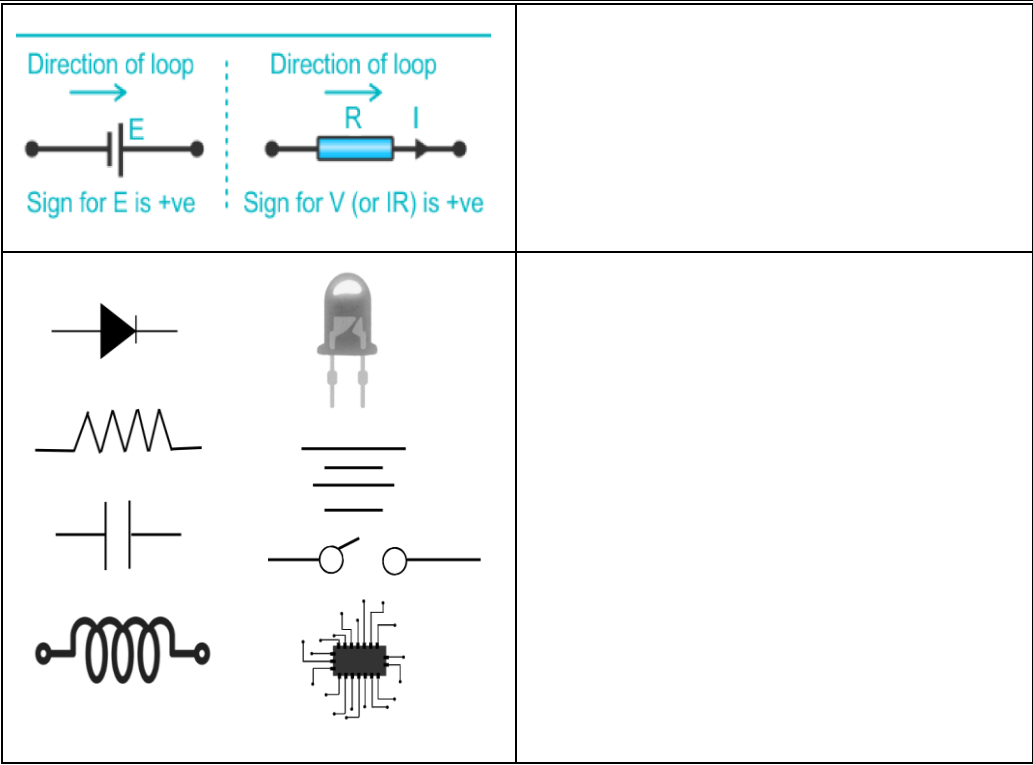 Direction of loop
Direction of loop
E
R I
Sign for E is +ve
Sign for V (or IR) is +ve